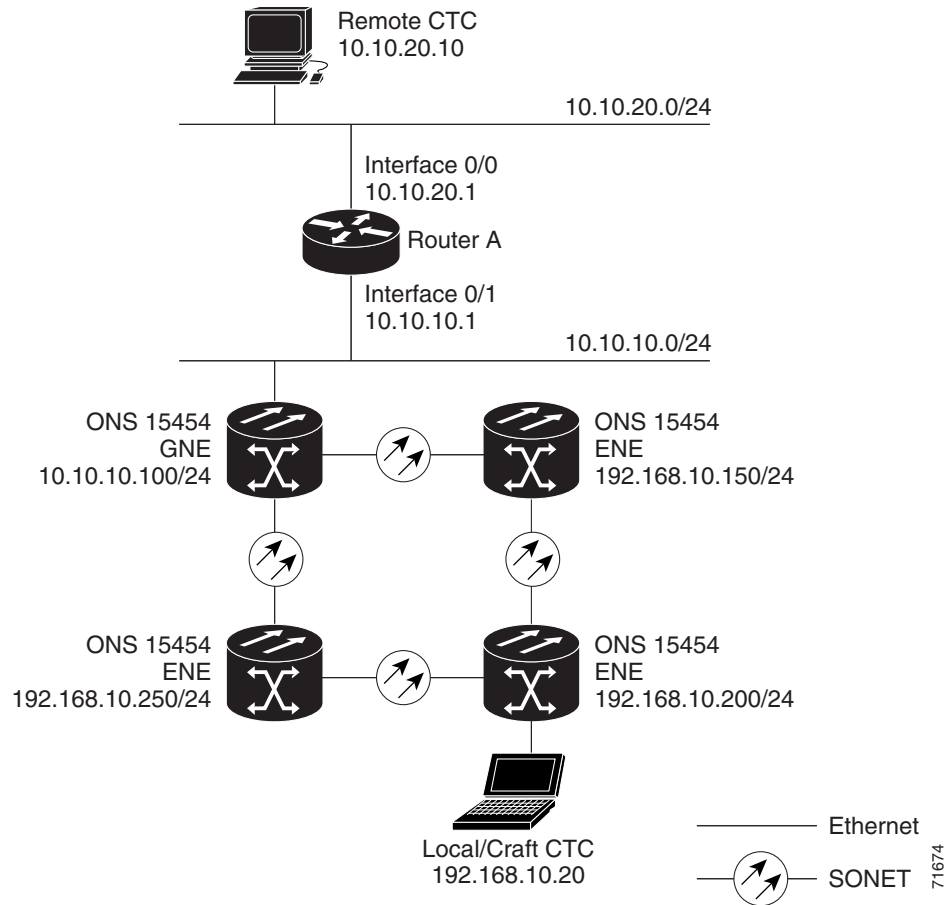 Remote CTC
10.10.20.10
10.10.20.0/24
Interface 0/0
10.10.20.1
Router A
Interface 0/1
10.10.10.1
10.10.10.0/24
ONS 15454
GNE
10.10.10.100/24
ONS 15454
ENE
192.168.10.150/24
ONS 15454
ENE
192.168.10.250/24
ONS 15454
ENE
192.168.10.200/24
Local/Craft CTC
192.168.10.20
Ethernet
SONET
71674